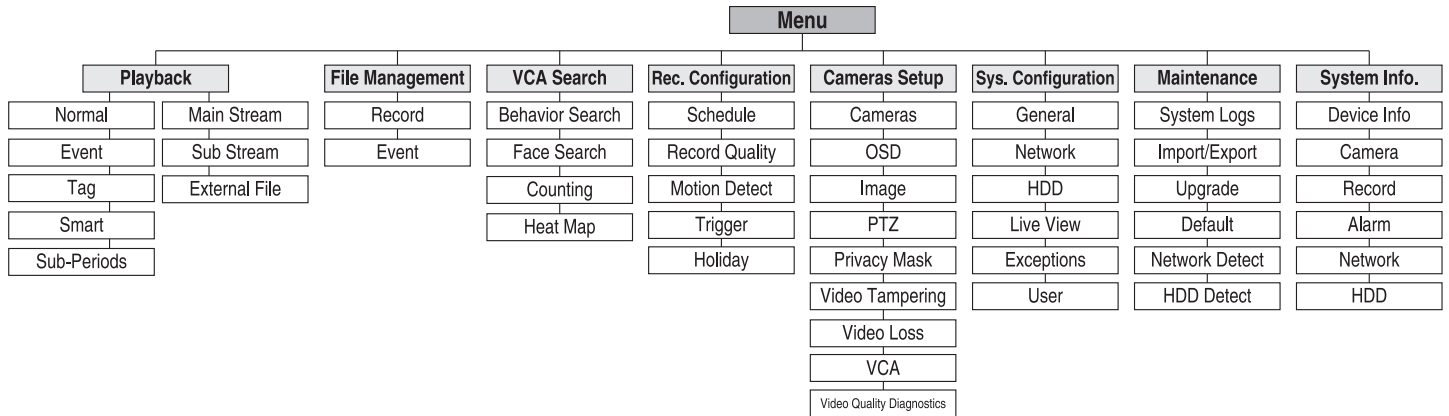 Menu
Playback
Normal
Event
Tag
Smart
Sub-Periods
Main Stream
Sub Stream
External File
File Management
Record
Event
VCA Search
Behavior Search
Face Search
Counting
Heat Map
Rec. Configuration
Schedule
Record Quality
Motion Detect
Trigger
Holiday
Cameras Setup
Cameras
OSD
Image
PTZ
Privacy Mask
Video Tampering
Video Loss
VCA
Video Quality Diagnostics
Sys. Configuration
General
Network
HDD
Live View
Exceptions
User
Maintenance
System Logs
Import/Export
Upgrade
Default
Network Detect
HDD Detect
System Info.
Device Info
Camera
Record
Alarm
Network
HDD